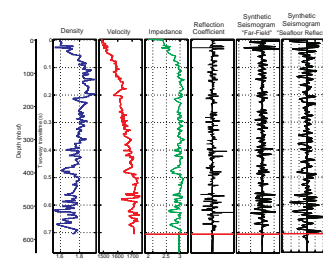 Density
Velocity
Impedance
Reflection
Coefficient
Synthetic
Seismogram
"Far-Field"
Synthetic
Seismogram
"Seafloor Reflec
Depth (mbsf)
Two-way traveltime (s)
0
100
200
300
400
500
600
0
0.1
0.2
0.3
0.4
0.5
0.6
0.7
1.6 1.8
1500 1600 1700
2 2.5 3